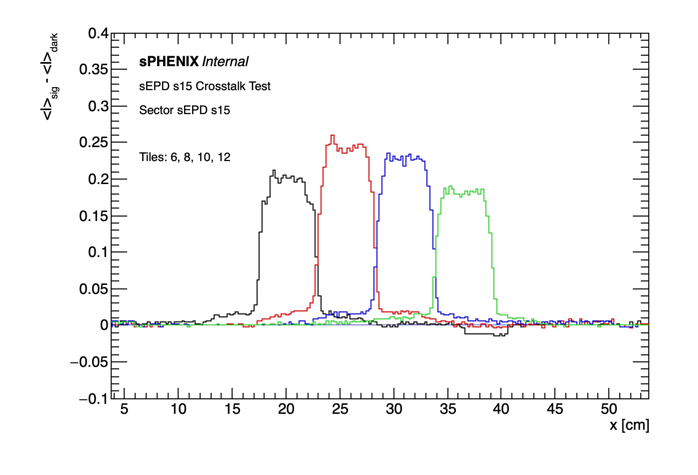 <I>sig - <I>dark
0.4
0.35
0.3
0.25
0.2
0.15
0.1
0.05
0
−0.05
−0.1
sPHENIX Internal
sEPD s15 Crosstalk Test
Sector sEPD s15
Tiles: 6, 8, 10, 12
5 10 15 20 25 30 35 40 45 50
x [cm]